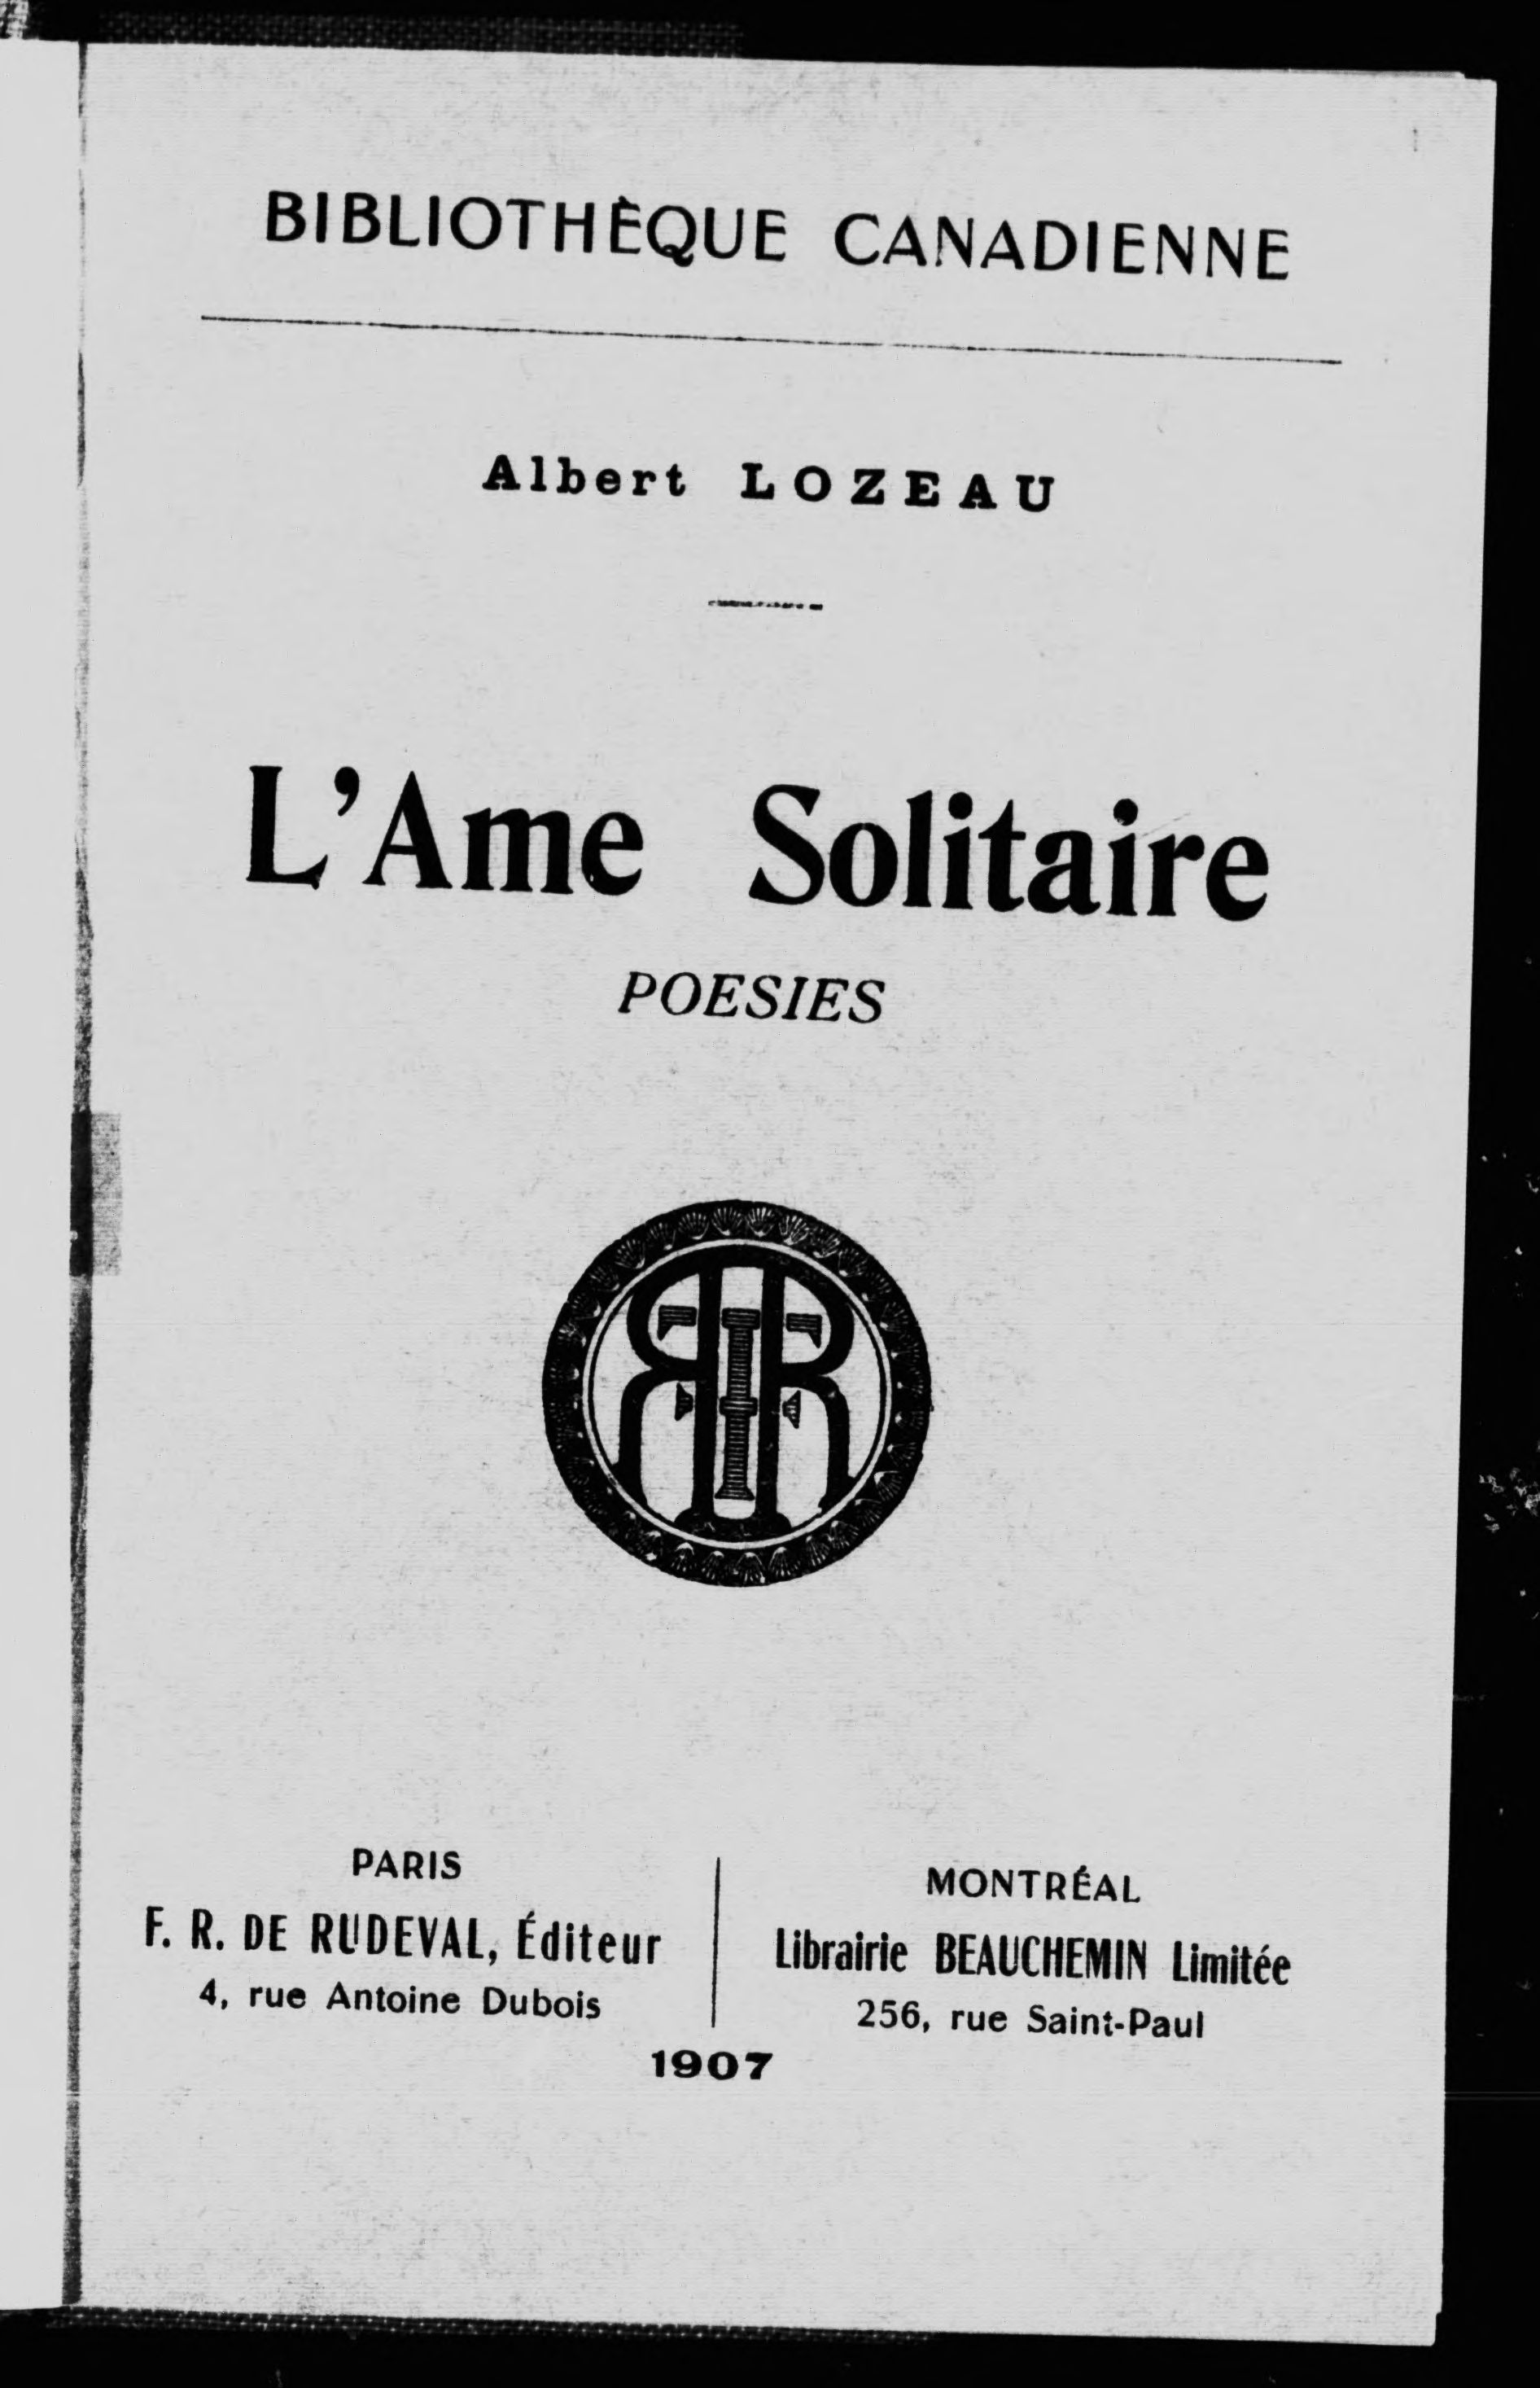 BIBLIOTHÈQUE CANADIENNE
Albert LOZEAU
L'Ame Solitaire
POESIES
PARIS
F. R. DE RUDEVAL, Éditeur
4, rue Antoine Dubois
MONTRÉAL
Librairie BEAUCHEMIN Limitée
256, rue Saint-Paul
1907